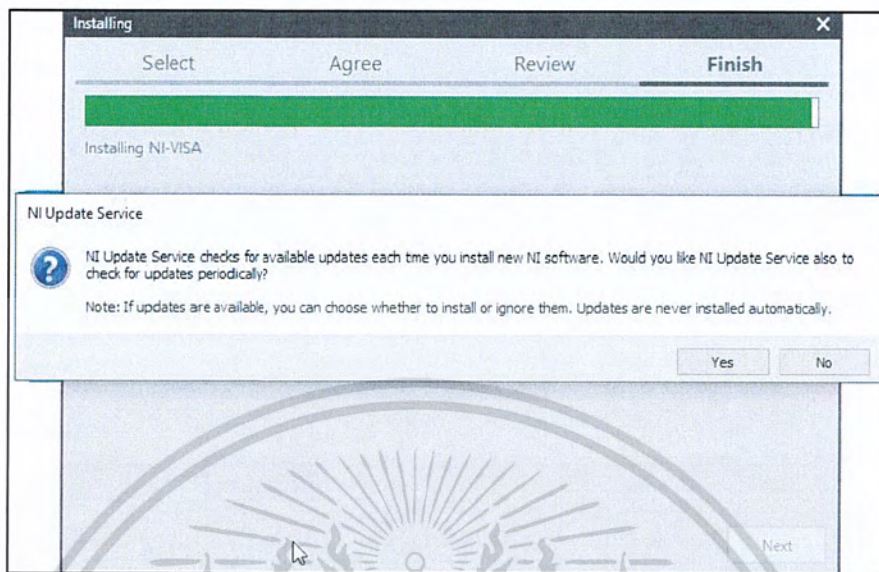 Installing
Select Agree Review Finish
Installing NI-VISA
NI Update Service
NI Update Service checks for available updates each time you install new NI software. Would you like NI Update Service also to
check for updates periodically?
Note: If updates are available, you can choose whether to install or ignore them. Updates are never installed automatically.
Yes No
Next